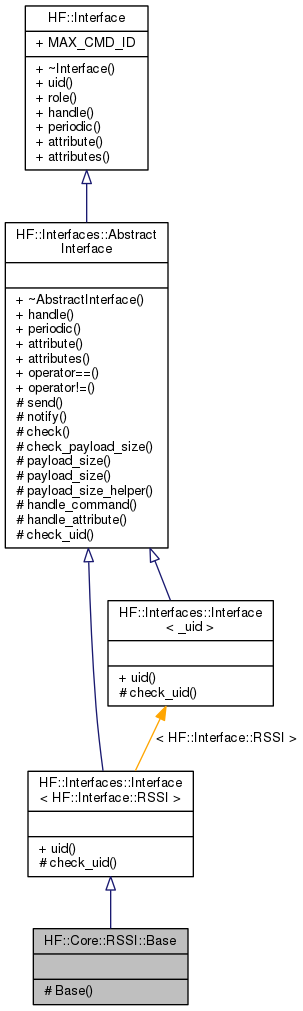 HF::Interface
+ MAX_CMD_ID
+ ~Interface()
+ uid()
+ role()
+ handle()
+ periodic()
+ attribute()
+ attributes()
HF::Interfaces::Abstract
Interface
+ ~AbstractInterface()
+ handle()
+ periodic()
+ attribute()
+ attributes()
+ operator==()
+ operator!=()
# send()
# notify()
# check()
# check_payload_size()
# payload_size()
# payload_size()
# payload_size_helper()
# handle_command()
# handle_attribute()
# check_uid()
HF::Interfaces::Interface
< _uid >
+ uid()
# check_uid()
< HF::Interface::RSSI >
HF::Interfaces::Interface
< HF::Interface::RSSI >
+ uid()
# check_uid()
HF::Core::RSSI::Base
# Base()